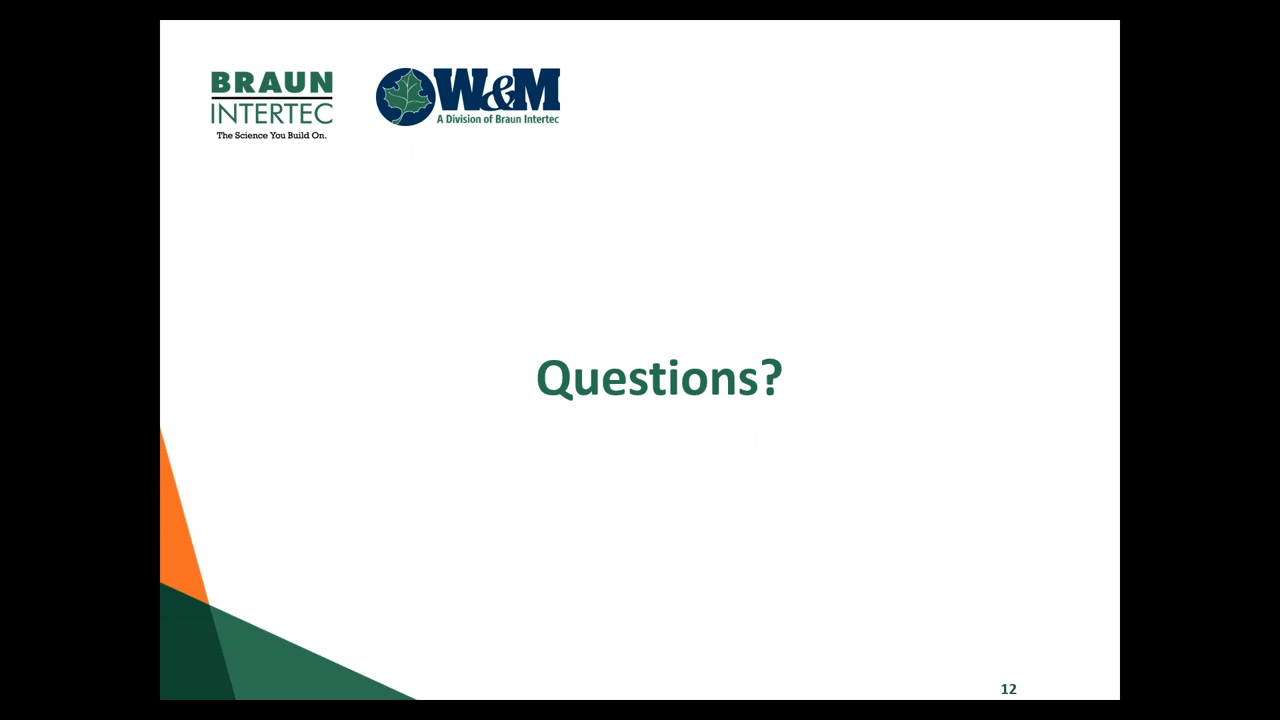 BRAUN
INTERTEC
The Science You Build On.
W&M
A Division of Braun Intertec
Questions?
12